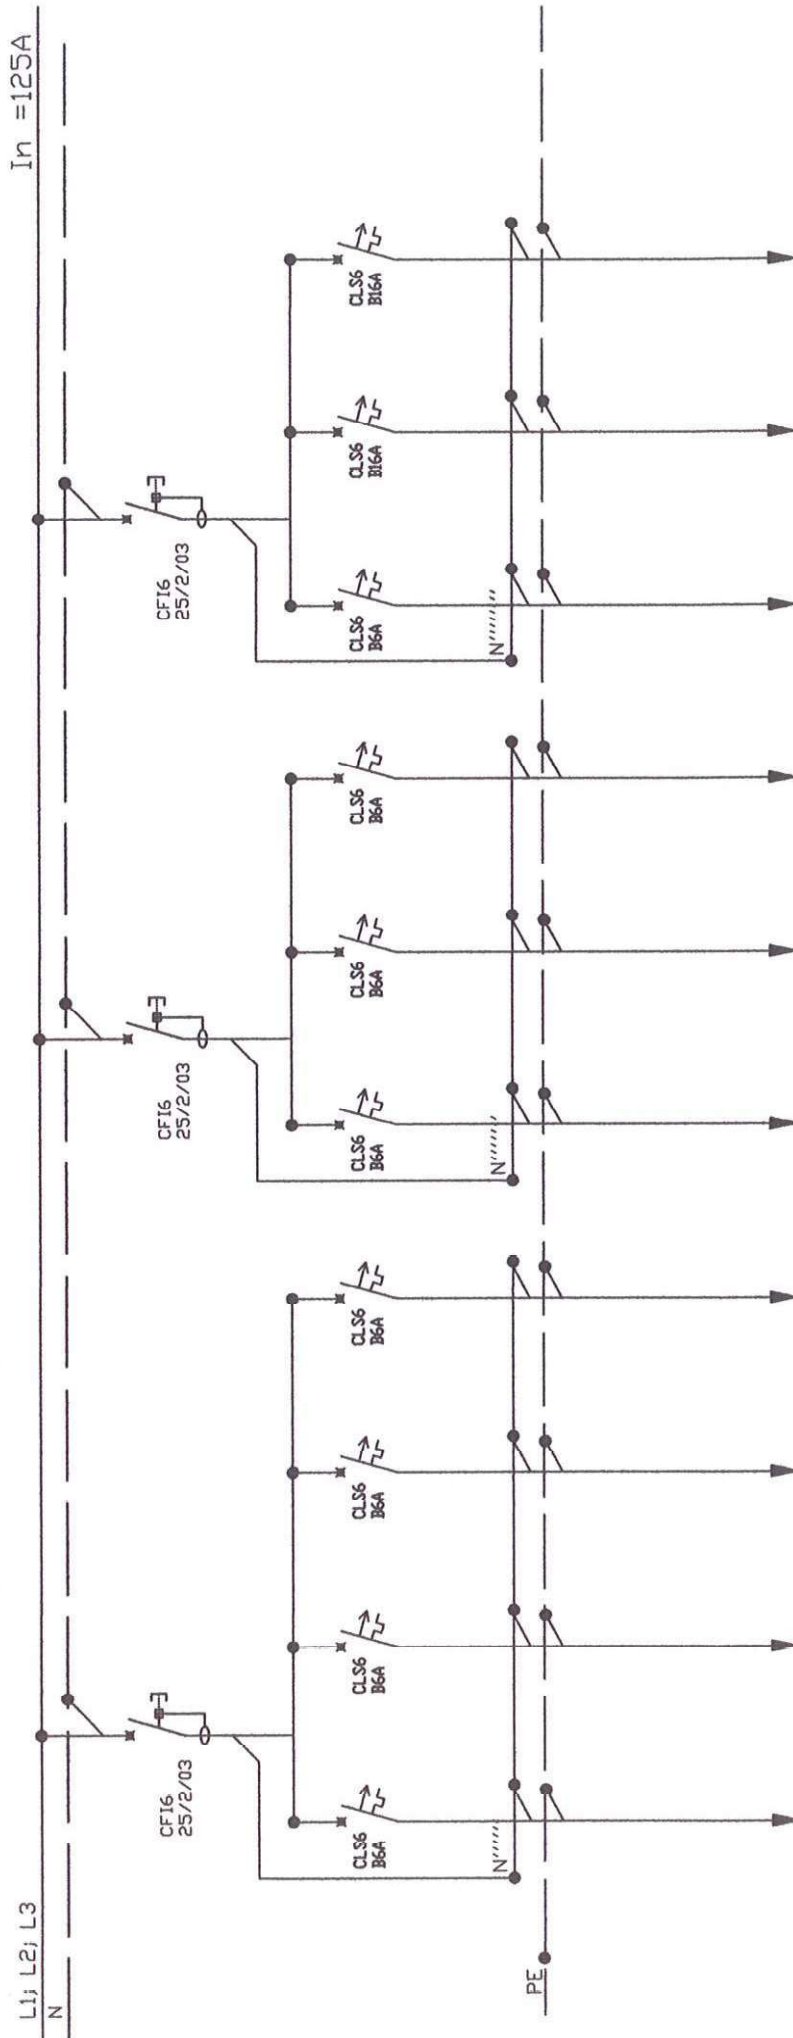 L1; L2; L3
In =125A
N
CFI6
25/2/03
CFI6
25/2/03
CFI6
25/2/03
CLS6
B6A
CLS6
B6A
CLS6
B6A
CLS6
B6A
CLS6
B6A
CLS6
B6A
CLS6
B6A
CLS6
B6A
CLS6
B16A
CLS6
B16A
N'''''
N''''''
N'''''''
PE